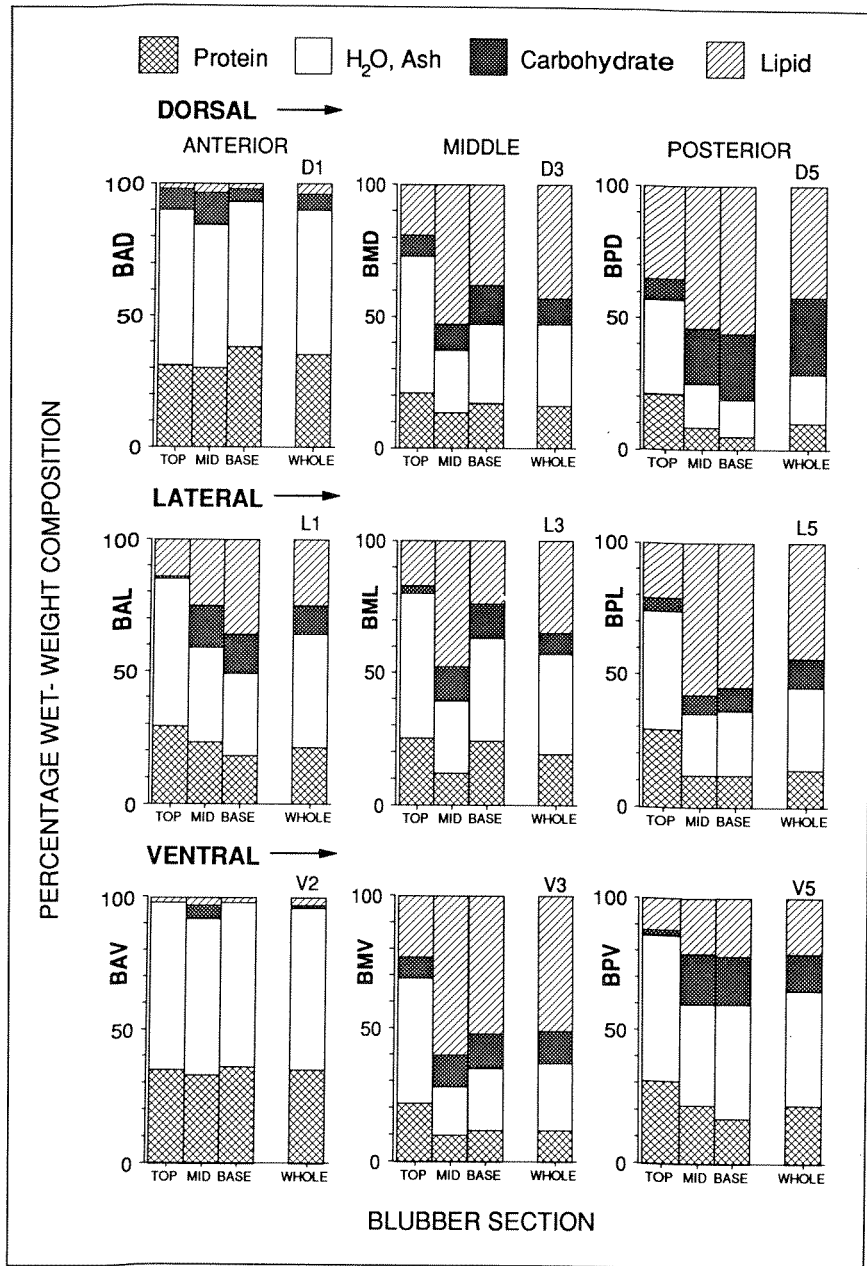 Protein H₂O, Ash Carbohydrate Lipid
DORSAL
ANTERIOR MIDDLE POSTERIOR
D1 D3 D5
PERCENTAGE WET-WEIGHT COMPOSITION
BAD 100 50 0
BMD 100 50 0
BPD 100 50 0
TOP MID BASE WHOLE TOP MID BASE WHOLE TOP MID BASE WHOLE
LATERAL
L1 L3 L5
BAL 100 50 0
BML 100 50 0
BPL 100 50 0
TOP MID BASE WHOLE TOP MID BASE WHOLE TOP MID BASE WHOLE
VENTRAL
V2 V3 V5
BAV 100 50 0
BMV 100 50 0
BPV 100 50 0
TOP MID BASE WHOLE TOP MID BASE WHOLE TOP MID BASE WHOLE
BLUBBER SECTION